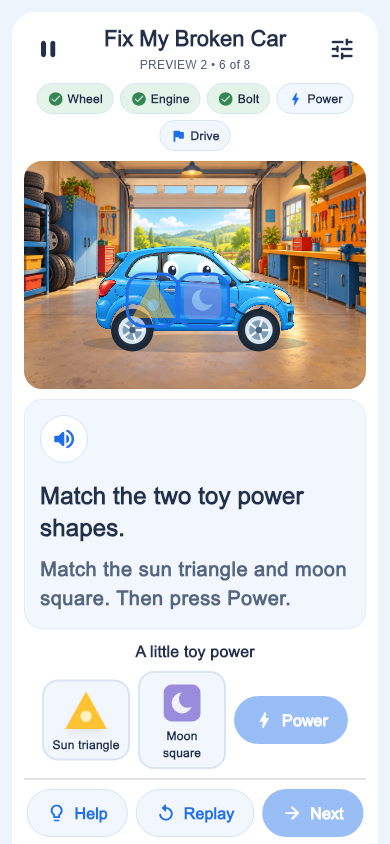 Fix My Broken Car
PREVIEW 2 • 6 of 8
Wheel
Engine
Bolt
Power
Drive
Match the two toy power
shapes.
Match the sun triangle and moon
square. Then press Power.
A little toy power
Sun triangle
Moon
square
Power
Help
Replay
Next